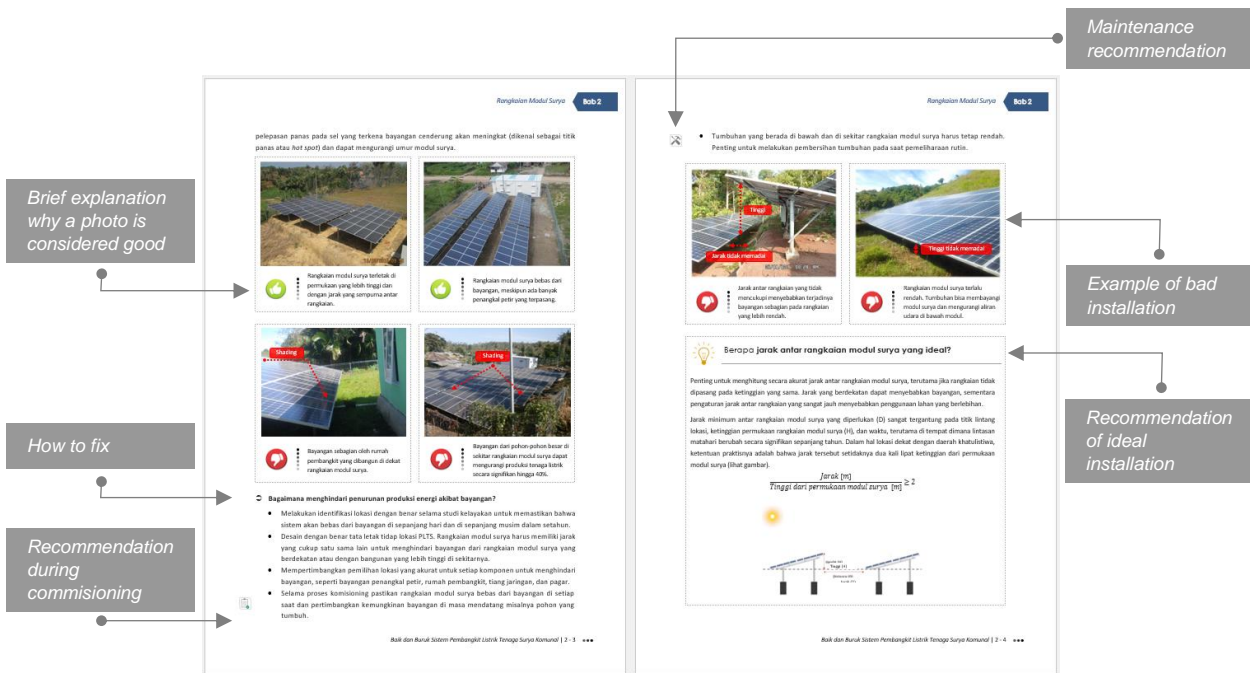 Maintenance
recommendation
Rangkaian Modul Surya Bab 2
pelepasan panas pada sel yang terkena bayangan cenderung akan meningkat (dikenal sebagai titik
panas atau hot spot) dan dapat mengurangi umur modul surya.
Brief explanation
why a photo is
considered good
Rangkaian modul surya terletak di
permukaan yang lebih tinggi dan
dengan jarak yang sempurna antar
rangkaian.
Rangkaian modul surya bebas dari
bayangan, meskipun ada banyak
penangkal petir yang terpasang.
Shading
Shading
Bayangan sebagian oleh rumah
pembangkit yang dibangun di dekat
rangkaian modul surya.
Bayangan dari pohon-pohon besar di
sekitar rangkaian modul surya dapat
mengurangi produksi tenaga listrik
secara signifikan hingga 40%.
How to fix
Bagaimana menghindari penurunan produksi energi akibat bayangan?
Melakukan identifikasi lokasi dengan benar selama studi kelayakan untuk memastikan bahwa
sistem akan bebas dari bayangan di sepanjang hari dan di sepanjang musim dalam setahun.
Desain dengan benar tata letak tidap lokasi PLTS. Rangkaian modul surya harus memiliki jarak
yang cukup satu sama lain untuk menghindari bayangan dari rangkaian modul surya yang
berdekatan atau dengan bangunan yang lebih tinggi di sekitarnya.
Mempertimbangkan pemilihan lokasi yang akurat untuk setiap komponen untuk menghindari
bayangan, seperti bayangan penangkal petir, rumah pembangkit, tiang jaringan, dan pagar.
Selama proses komisioning pastikan rangkaian modul surya bebas dari bayangan di setiap
saat dan pertimbangkan kemungkinan bayangan di masa mendatang misalnya pohon yang
tumbuh.
Recommendation
during
commisioning
Baik dan Buruk Sistem Pembangkit Listrik Tenaga Surya Komunal | 2 - 3
Rangkaian Modul Surya Bab 2
Tumbuhan yang berada di bawah dan di sekitar rangkaian modul surya harus tetap rendah.
Penting untuk melakukan pembersihan tumbuhan pada saat pemeliharaan rutin.
Tinggi
Jarak tidak memadai
Tinggi tidak memadai
Jarak antar rangkaian yang tidak
mencukupi menyebabkan terjadinya
bayangan sebagian pada rangkaian
yang lebih rendah.
Rangkaian modul surya terlalu
rendah. Tumbuhan bisa membayangi
modul surya dan mengurangi aliran
udara di bawah modul.
Example of bad
installation
Berapa jarak antar rangkaian modul surya yang ideal?
Penting untuk menghitung secara akurat jarak antar rangkaian modul surya, terutama jika rangkaian tidak
dipasang pada ketinggian yang sama. Jarak yang berdekatan dapat menyebabkan bayangan, sementara
pengaturan jarak antar rangkaian yang sangat jauh menyebabkan penggunaan lahan yang berlebihan.
Jarak minimum antar rangkaian modul surya yang diperlukan (D) sangat tergantung pada titik lintang
lokasi, ketinggian permukaan rangkaian modul surya (H), dan waktu, terutama di tempat dimana lintasan
matahari berubah secara signifikan sepanjang tahun. Dalam hal lokasi dekat dengan daerah khatulistiwa,
ketentuan praktisnya adalah bahwa jarak tersebut setidaknya dua kali lipat ketinggian dari permukaan
modul surya (lihat gambar).
Jarak [m]
Tinggi dari permukaan modul surya [m] ≥ 2
Tinggi (H)
Recommendation
of ideal
installation
Baik dan Buruk Sistem Pembangkit Listrik Tenaga Surya Komunal | 2 - 4